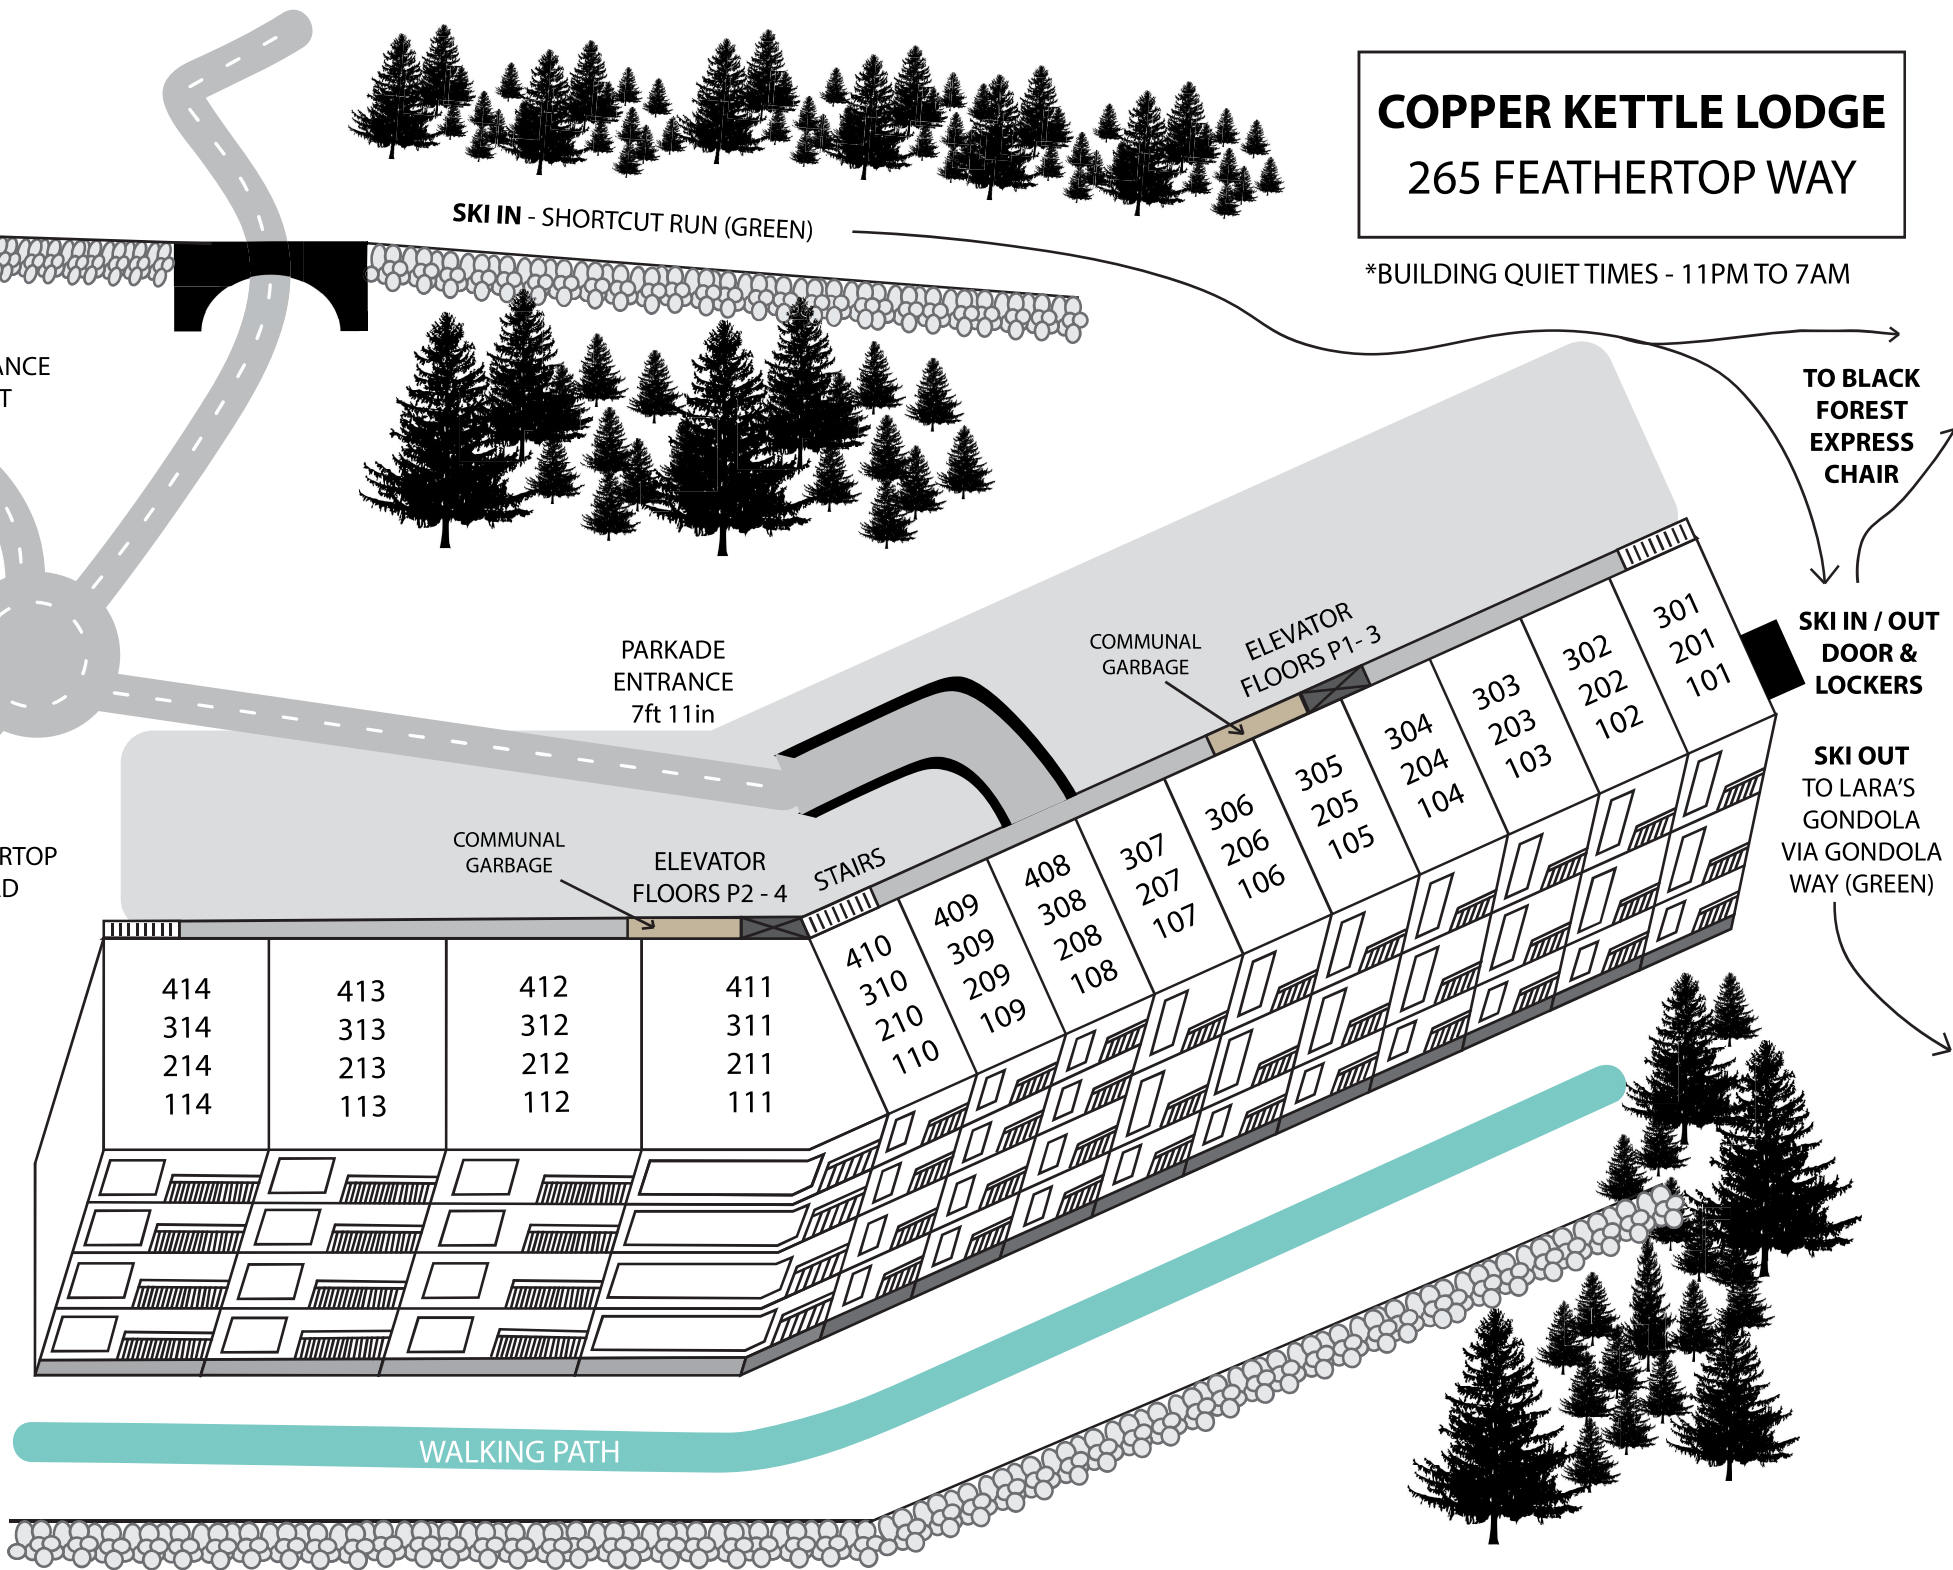 COPPER KETTLE LODGE
265 FEATHERTOP WAY
*BUILDING QUIET TIMES - 11PM TO 7AM
SKI IN - SHORTCUT RUN (GREEN)
TO BLACK
FOREST
EXPRESS
CHAIR
SKI IN / OUT
DOOR &
LOCKERS
SKI OUT
TO LARA'S
GONDOLA
VIA GONDOLA
WAY (GREEN)
ANCE
T
PARKADE
ENTRANCE
7ft 11in
COMMUNAL
GARBAGE
ELEVATOR
FLOORS P1- 3
RTOP
D
COMMUNAL
GARBAGE
ELEVATOR
FLOORS P2 - 4
STAIRS
414
314
214
114
413
313
213
113
412
312
212
112
411
311
211
111
410
310
210
110
409
309
209
109
408
308
208
108
307
207
107
306
206
106
305
205
105
304
204
104
303
203
103
302
202
102
301
201
101
WALKING PATH